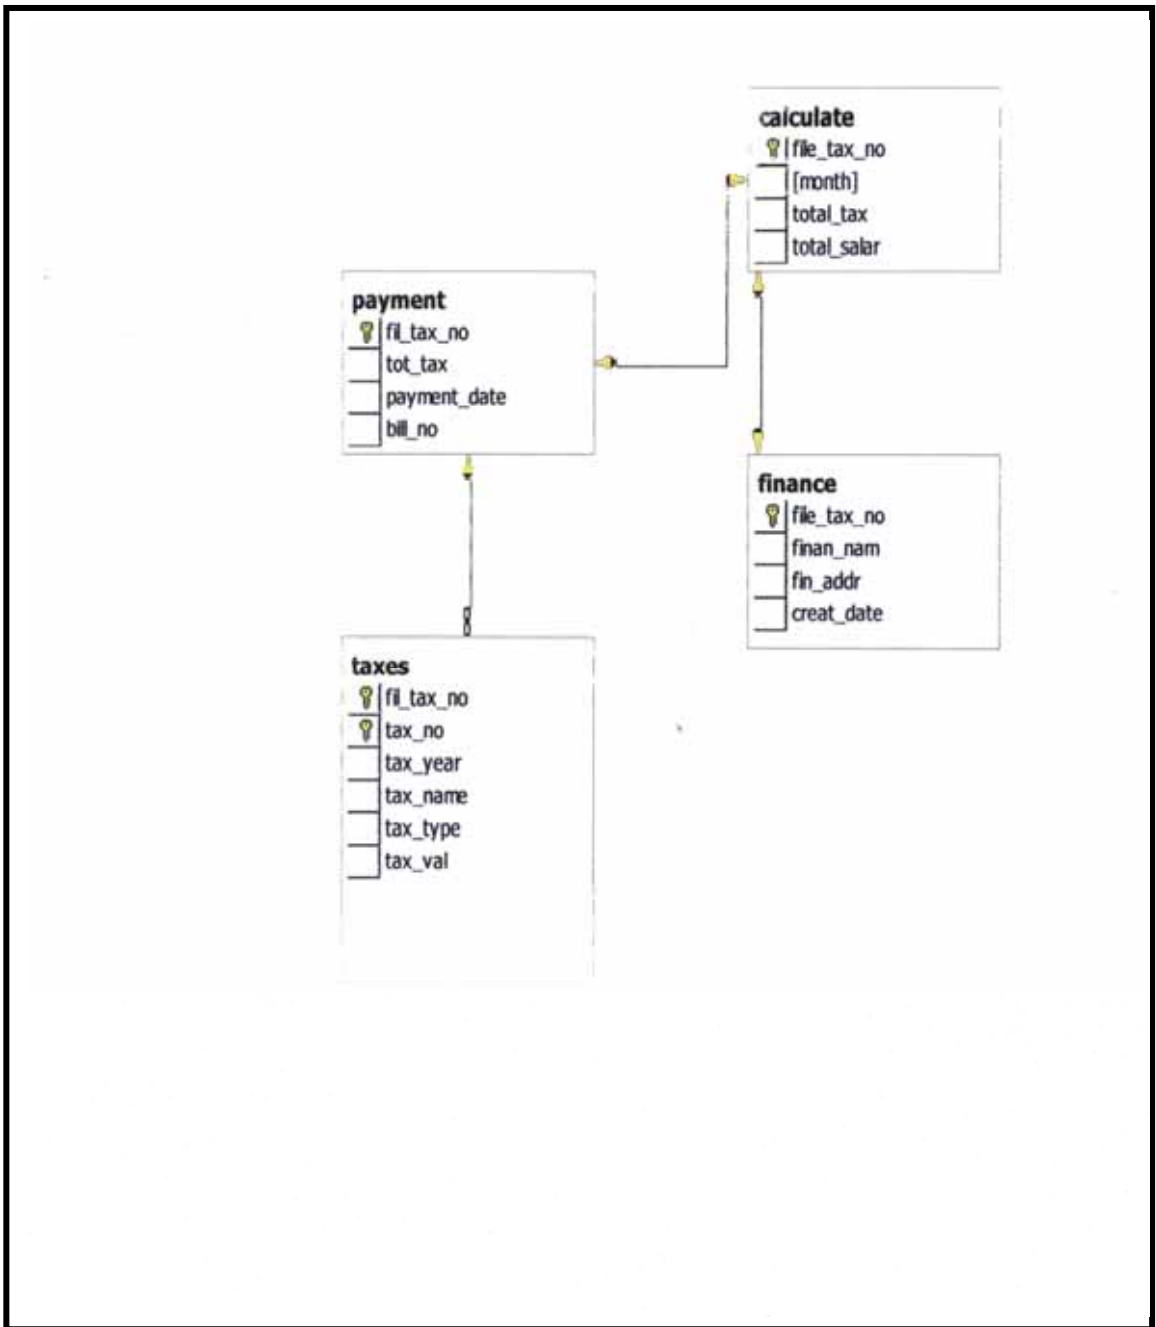 calculate
file_tax_no
[month]
total_tax
total_salar
payment
fil_tax_no
tot_tax
payment_date
bill_no
finance
file_tax_no
finan_nam
fin_addr
creat_date
taxes
fil_tax_no
tax_no
tax_year
tax_name
tax_type
tax_val